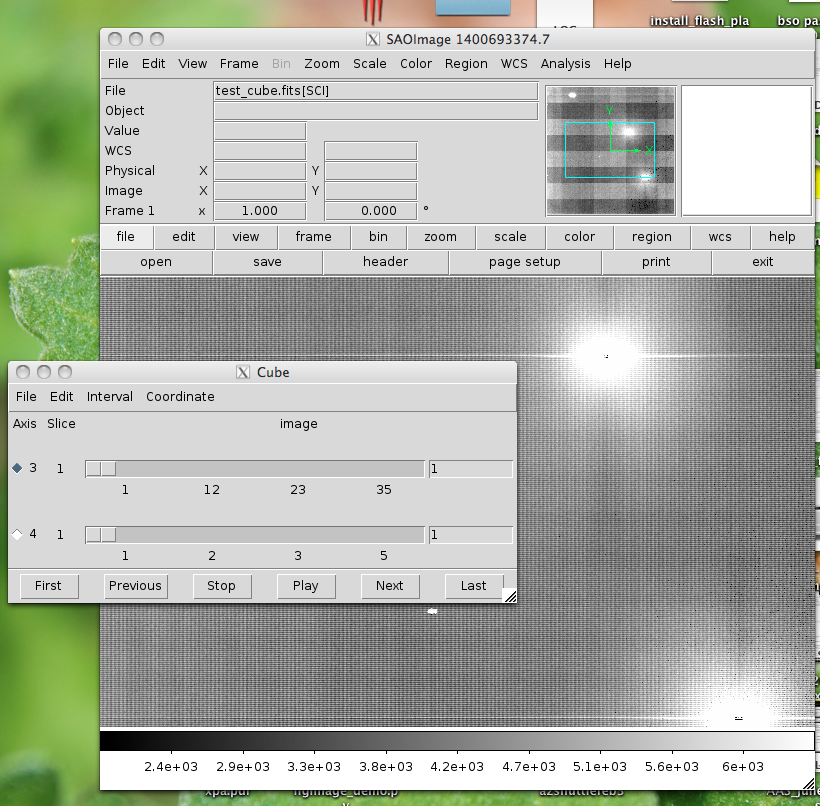 install_flash_pla bso pa
SAOImage 1400693374.7
File Edit View Frame Bin Zoom Scale Color Region WCS Analysis Help
File test_cube.fits[SCI]
Object
Value
WCS
Physical X Y
Image X Y
Frame 1 x 1.000 0.000 °
Y
X
file edit view frame bin zoom scale color region wcs help
open save header page setup print exit
X Cube
File Edit Interval Coordinate
Axis Slice image
3 1 1
1 12 23 35
4 1 1
1 2 3 5
First Previous Stop Play Next Last
2.4e+03 2.9e+03 3.3e+03 3.8e+03 4.2e+03 4.7e+03 5.1e+03 5.6e+03 6e+03